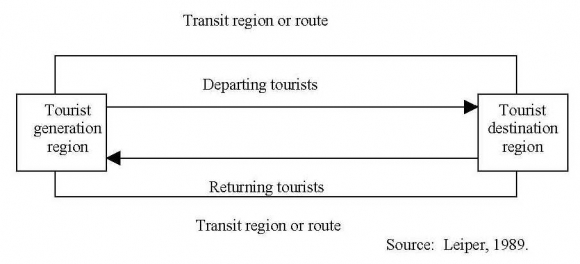 Transit region or route
Departing tourists
Tourist
generation
region
Tourist
destination
region
Returning tourists
Transit region or route
Source:  Leiper, 1989.